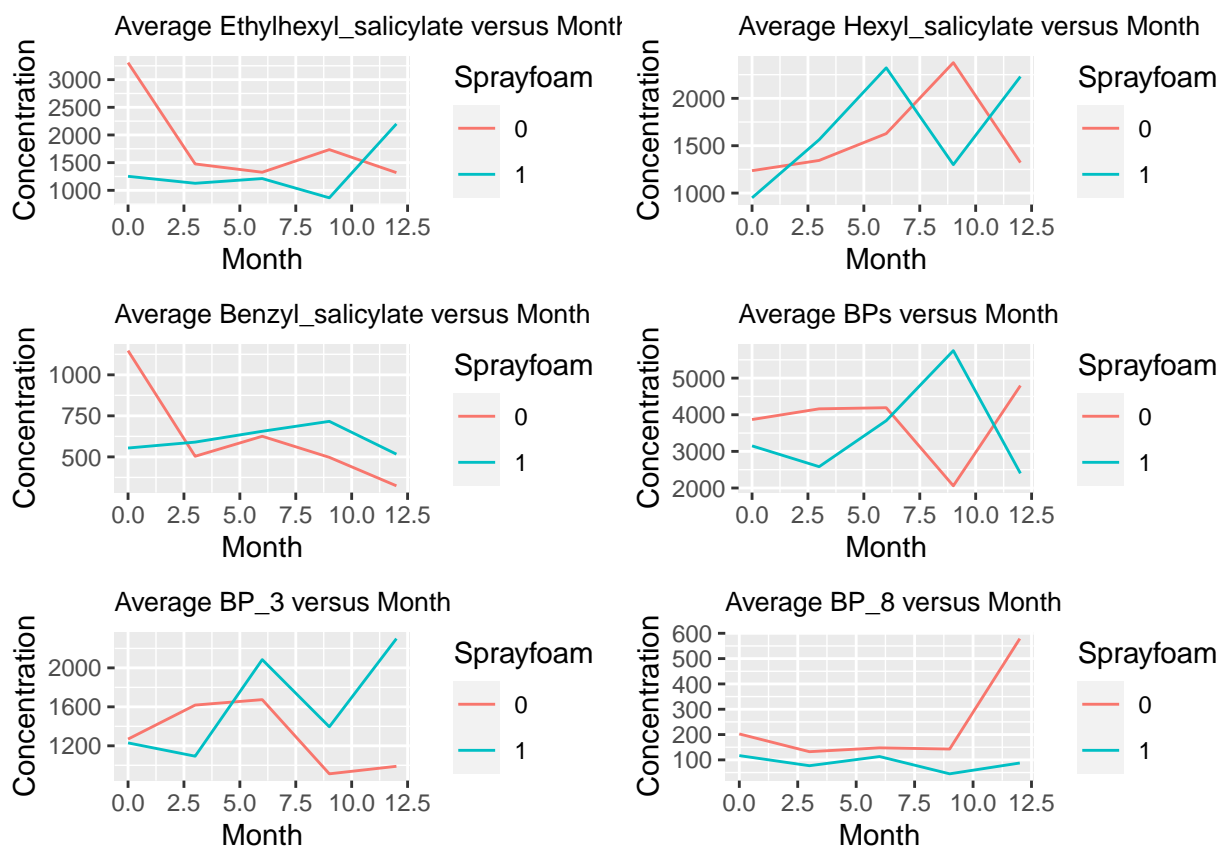 Average Ethylhexyl_salicylate versus Month
Concentration
3000
2500
2000
1500
1000
0.0 2.5 5.0 7.5 10.0 12.5
Month
Sprayfoam
0
1
Average Hexyl_salicylate versus Month
Concentration
2000
1500
1000
0.0 2.5 5.0 7.5 10.0 12.5
Month
Sprayfoam
0
1
Average Benzyl_salicylate versus Month
Concentration
1000
750
500
0.0 2.5 5.0 7.5 10.0 12.5
Month
Sprayfoam
0
1
Average BPs versus Month
Concentration
5000
4000
3000
2000
0.0 2.5 5.0 7.5 10.0 12.5
Month
Sprayfoam
0
1
Average BP_3 versus Month
Concentration
2000
1600
1200
0.0 2.5 5.0 7.5 10.0 12.5
Month
Sprayfoam
0
1
Average BP_8 versus Month
Concentration
600
500
400
300
200
100
0.0 2.5 5.0 7.5 10.0 12.5
Month
Sprayfoam
0
1